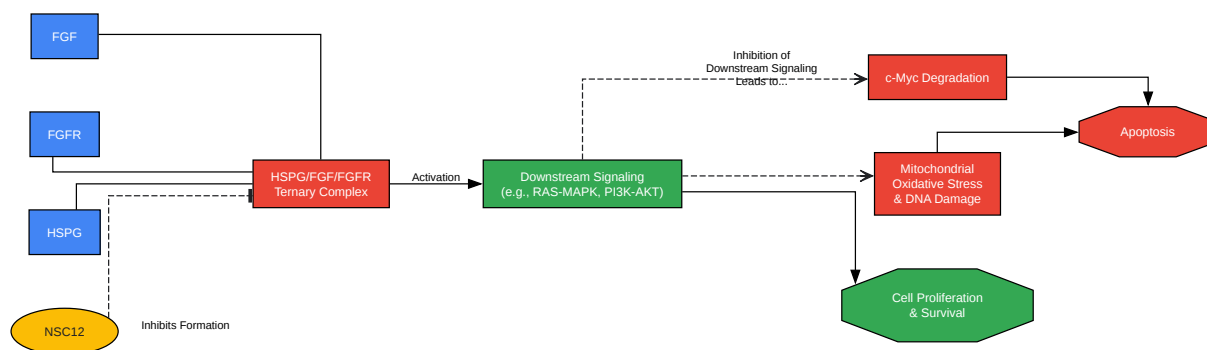 FGF
Inhibition of
Downstream Signaling
Leads to...
c-Myc Degradation
FGFR
Apoptosis
HSPG/FGF/FGFR
Ternary Complex
Activation
Downstream Signaling
(e.g., RAS-MAPK, PI3K-AKT)
Mitochondrial
Oxidative Stress
& DNA Damage
HSPG
Cell Proliferation
& Survival
NSC12
Inhibits Formation